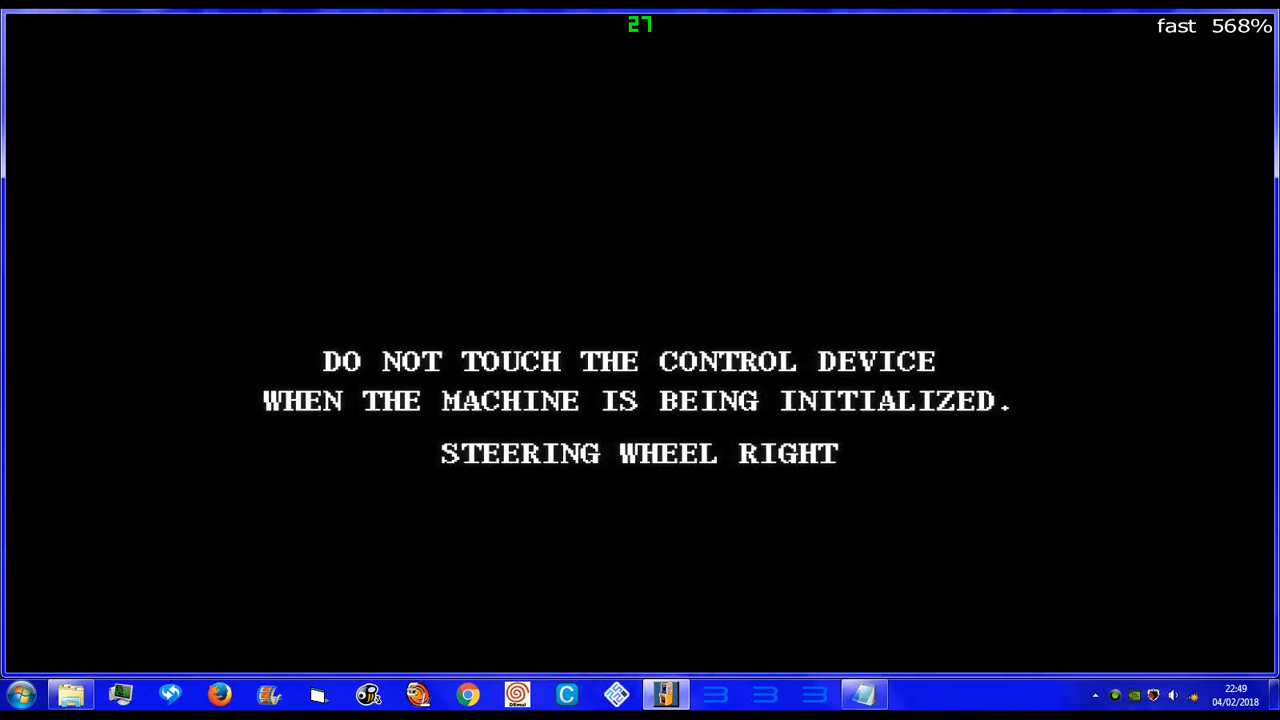 27
fast 568%
DO NOT TOUCH THE CONTROL DEVICE
WHEN THE MACHINE IS BEING INITIALIZED.
STEERING WHEEL RIGHT
DEmul
C
22:49
04/02/2018